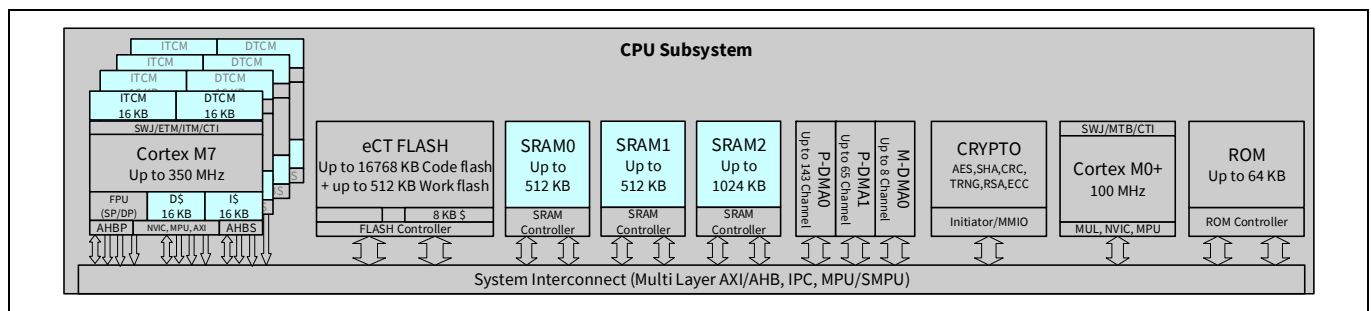 CPU Subsystem
ITCM
DTCM
ITCM
DTCM
ITCM
DTCM
ITCM
16 KB
DTCM
16 KB
SWJ/ETM/ITM/CTI
Cortex M7
Up to 350 MHz
FPU
(SP/DP)
D$
16 KB
I$
16 KB
AHBP
NVIC, MPU, AXI
AHBS
eCT FLASH
Up to 16768 KB Code flash
+ up to 512 KB Work flash
8 KB $
FLASH Controller
SRAM0
Up to
512 KB
SRAM
Controller
SRAM1
Up to
512 KB
SRAM
Controller
SRAM2
Up to
1024 KB
SRAM
Controller
P-DMA0
Up to 143 Channel
P-DMA1
Up to 65 Channel
M-DMA0
Up to 8 Channel
CRYPTO
AES,SHA,CRC,
TRNG,RSA,ECC
Initiator/MMIO
SWJ/MTB/CTI
Cortex M0+
100 MHz
MUL, NVIC, MPU
ROM
Up to 64 KB
ROM Controller
System Interconnect (Multi Layer AXI/AHB, IPC, MPU/SMPU)